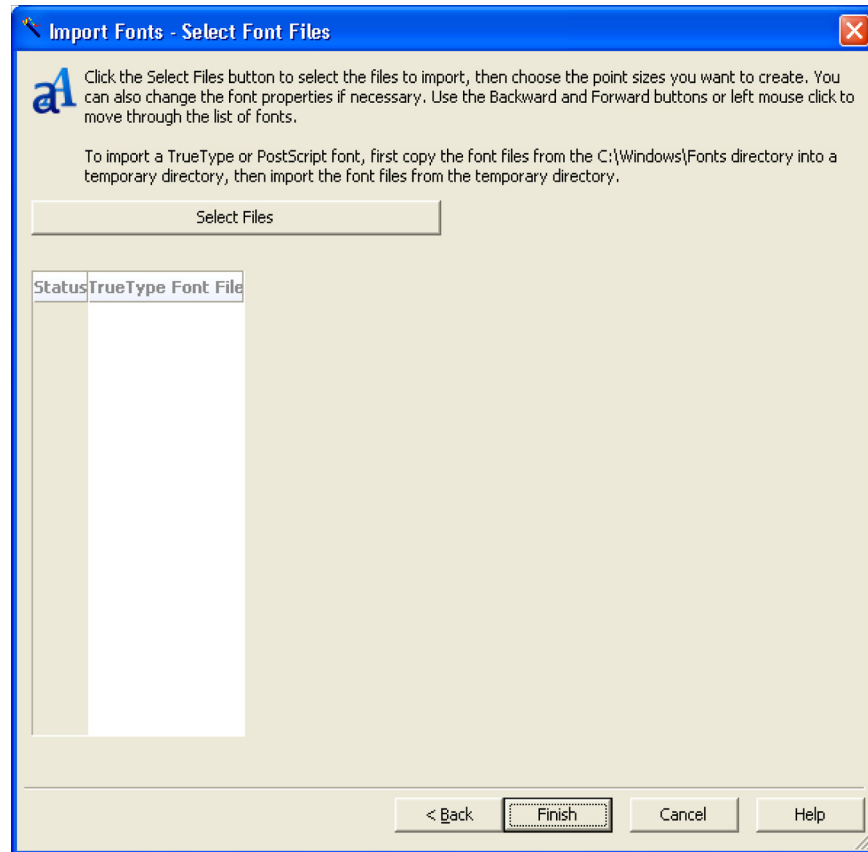 Import Fonts - Select Font Files
Click the Select Files button to select the files to import, then choose the point sizes you want to create. You
can also change the font properties if necessary. Use the Backward and Forward buttons or left mouse click to
move through the list of fonts.
To import a TrueType or PostScript font, first copy the font files from the C:\Windows\Fonts directory into a
temporary directory, then import the font files from the temporary directory.
Select Files
Status TrueType Font File
< Back Finish Cancel Help